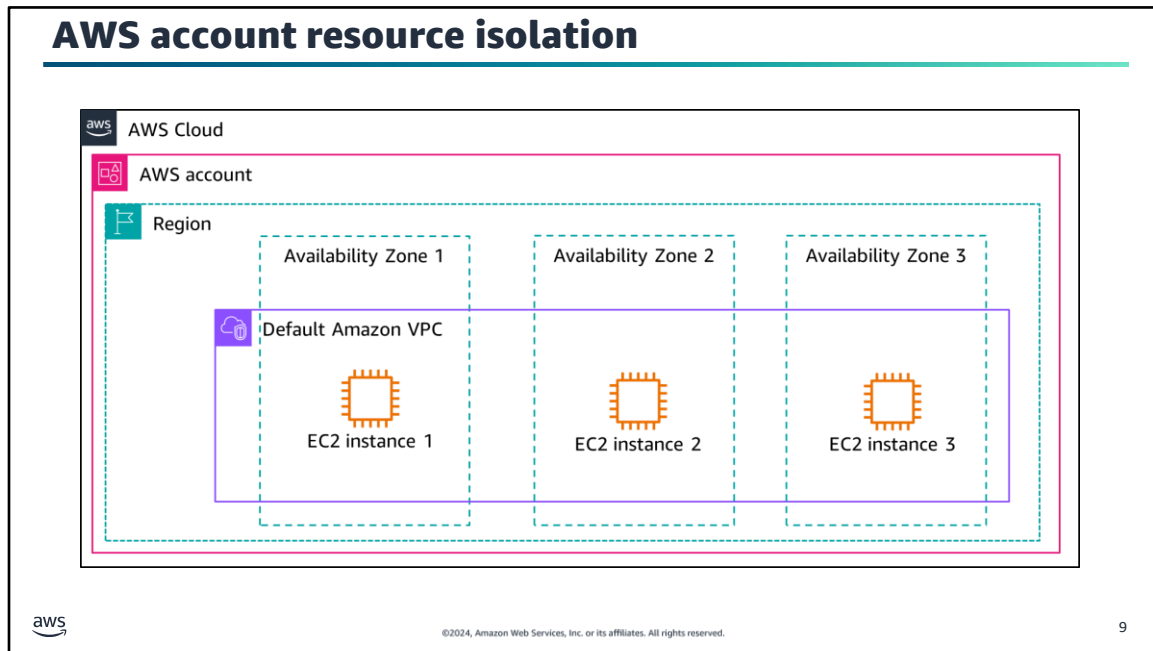 AWS account resource isolation
aws
AWS Cloud
AWS account
Region
Availability Zone 1
Availability Zone 2
Availability Zone 3
Default Amazon VPC
EC2 instance 1
EC2 instance 2
EC2 instance 3
aws
©2024, Amazon Web Services, Inc. or its affiliates. All rights reserved.
9